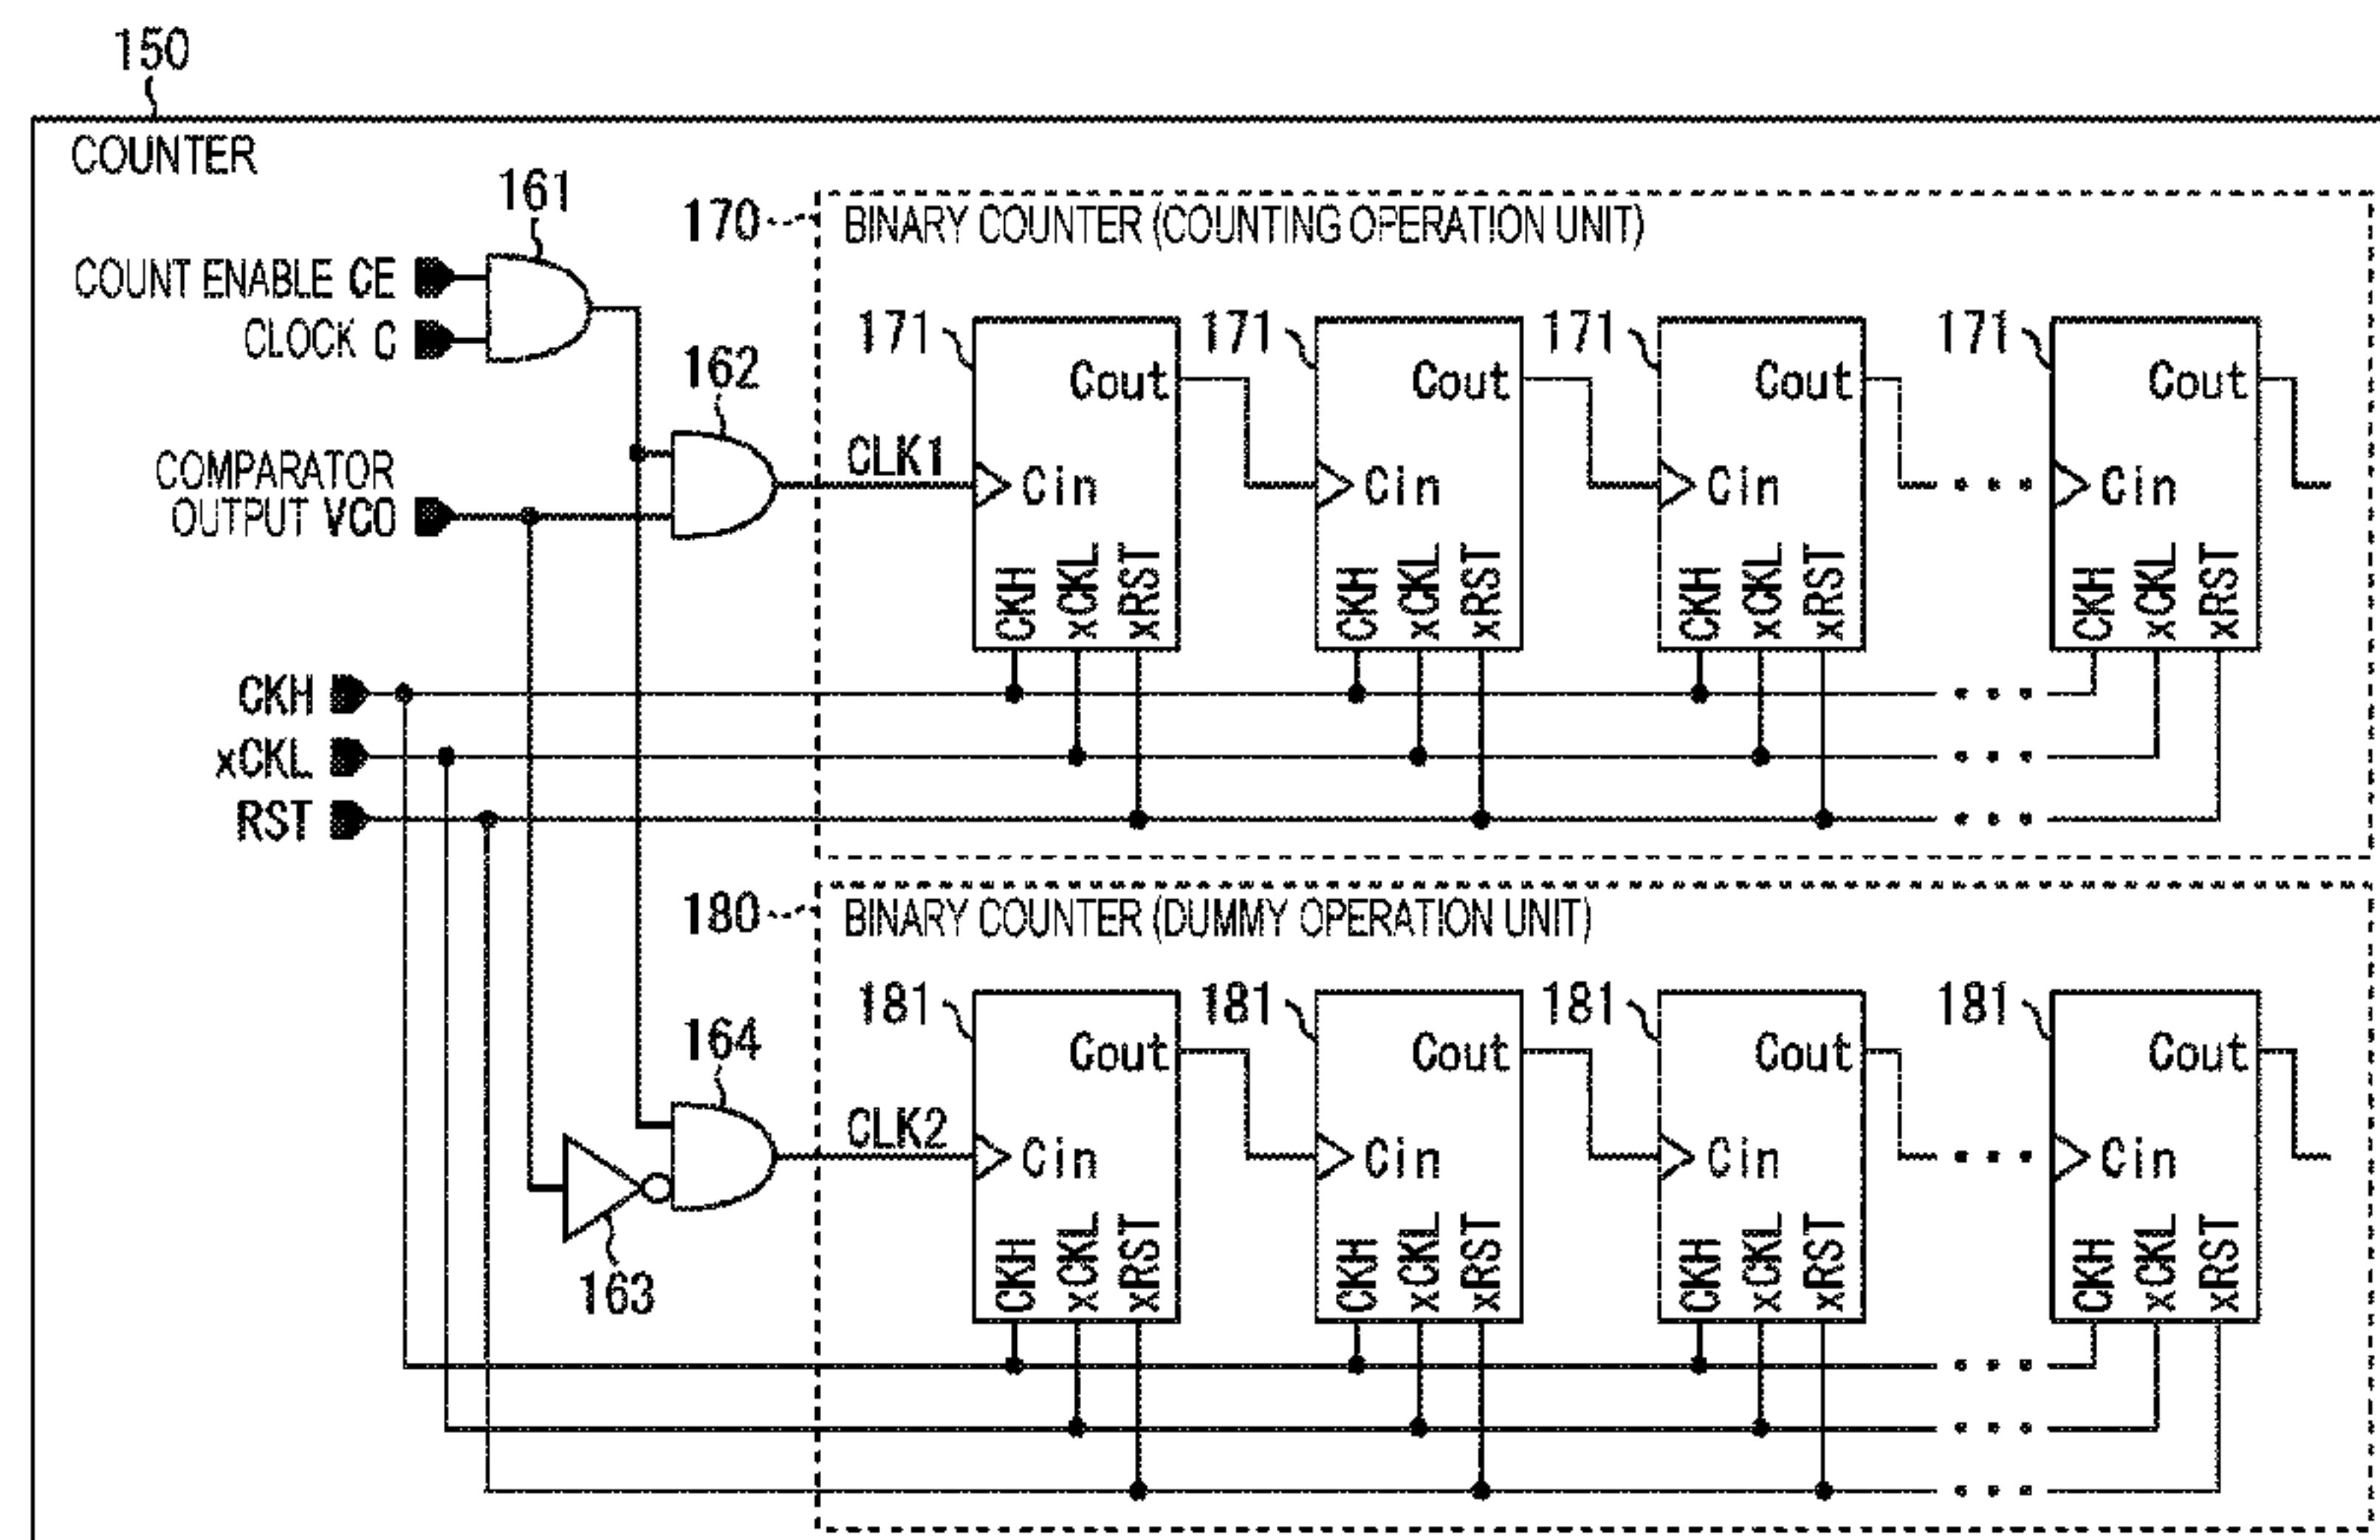 150
COUNTER
161
COUNT ENABLE CE
CLOCK C
162
COMPARATOR
OUTPUT VCO
CLK1
CKH
xCKL
RST
170
BINARY COUNTER (COUNTING OPERATION UNIT)
171 171 171 171
Cout Cout Cout Cout
Cin Cin Cin Cin
CKH xCKL xRST CKH xCKL xRST CKH xCKL xRST CKH xCKL xRST
180
BINARY COUNTER (DUMMY OPERATION UNIT)
164
CLK2
163
181 181 181 181
Cout Cout Cout Cout
Cin Cin Cin Cin
CKH xCKL xRST CKH xCKL xRST CKH xCKL xRST CKH xCKL xRST